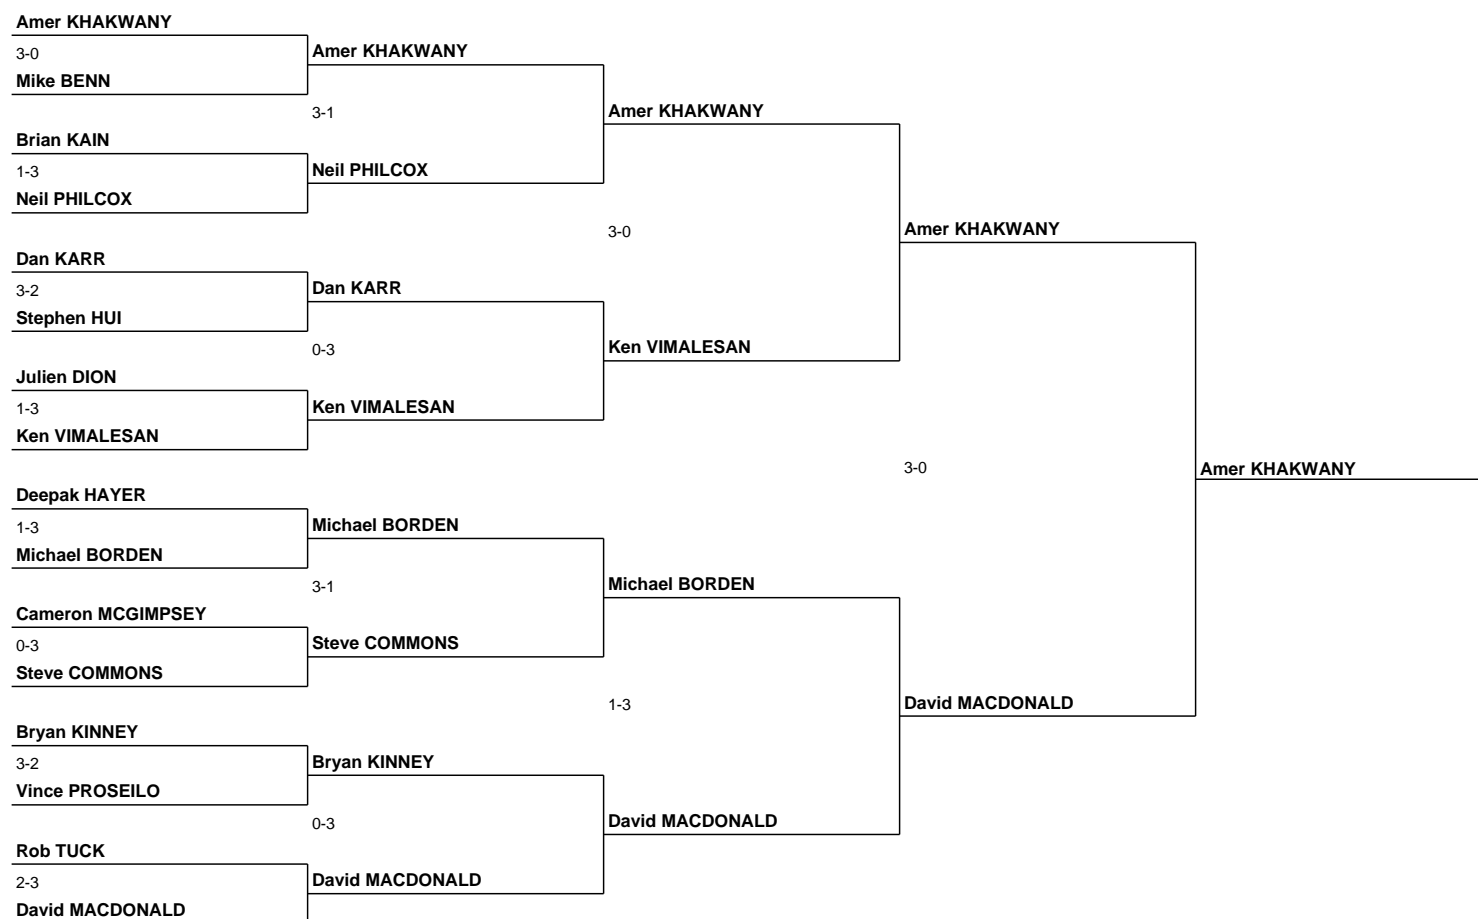 Amer KHAKWANY
3-0
Mike BENN
Brian KAIN
1-3
Neil PHILCOX
Dan KARR
3-2
Stephen HUI
Julien DION
1-3
Ken VIMALESAN
Deepak HAYER
1-3
Michael BORDEN
Cameron MCGIMPSEY
0-3
Steve COMMONS
Bryan KINNEY
3-2
Vince PROSEILO
Rob TUCK
2-3
David MACDONALD
Amer KHAKWANY
3-1
Neil PHILCOX
Dan KARR
0-3
Ken VIMALESAN
Michael BORDEN
3-1
Steve COMMONS
Bryan KINNEY
0-3
David MACDONALD
Amer KHAKWANY
3-0
Ken VIMALESAN
Michael BORDEN
1-3
David MACDONALD
Amer KHAKWANY
3-0
David MACDONALD
Amer KHAKWANY